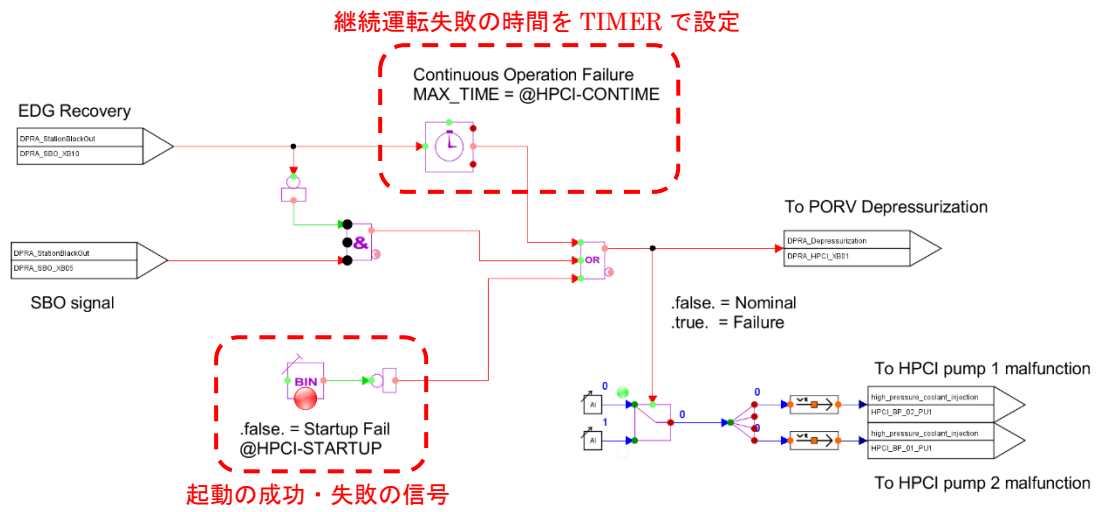 継続運転失敗の時間を TIMER で設定
Continuous Operation Failure
MAX_TIME = @HPCI-CONTIME
EDG Recovery
DPRA_StationBlackOut
DPRA_SBO_XB10
&
DPRA_StationBlackOut
DPRA_SBO_XB05
SBO signal
OR
To PORV Depressurization
DPRA_Depressurization
DPRA_HPCI_XB01
.false. = Nominal
.true. = Failure
BIN
.false. = Startup Fail
@HPCI-STARTUP
起動の成功・失敗の信号
0
AI
1
AI
0
0
0
To HPCI pump 1 malfunction
high_pressure_coolant_injection
HPCI_BP_02_PU1
high_pressure_coolant_injection
HPCI_BP_01_PU1
To HPCI pump 2 malfunction